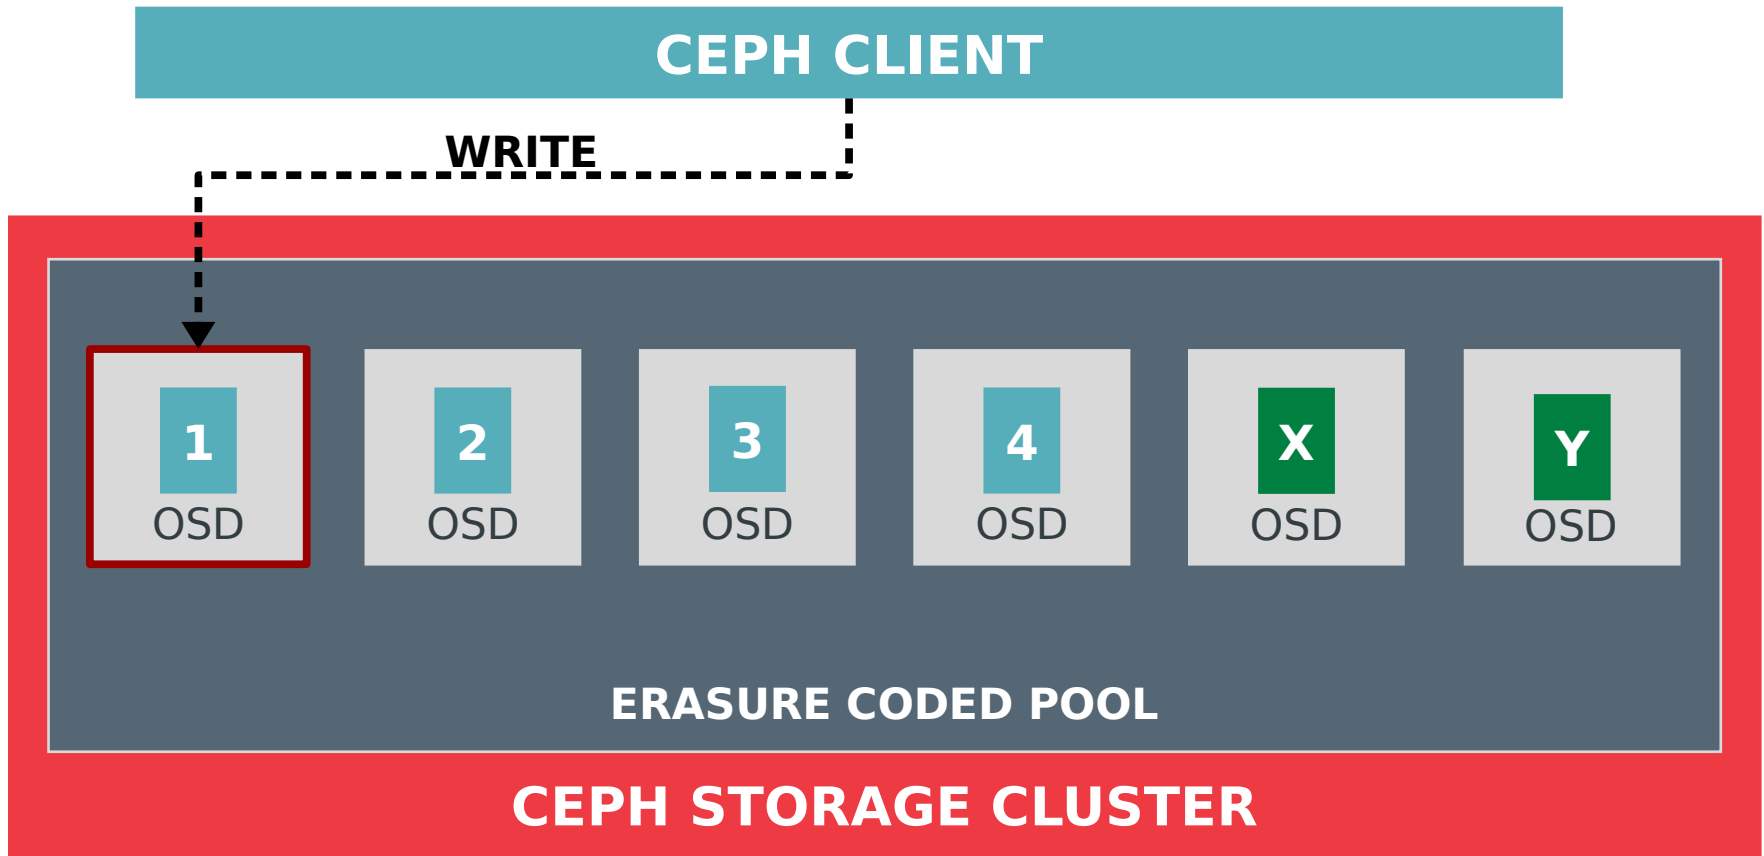 CEPH CLIENT
WRITE
1 2 3 4 X Y
OSD OSD OSD OSD OSD OSD
ERASURE CODED POOL
CEPH STORAGE CLUSTER